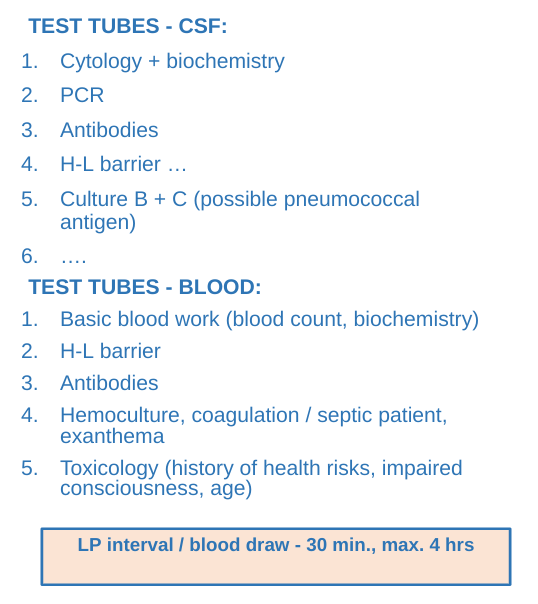 TEST TUBES - CSF:
1. Cytology + biochemistry
2. PCR
3. Antibodies
4. H-L barrier …
5. Culture B + C (possible pneumococcal
antigen)
6. ….
TEST TUBES - BLOOD:
1. Basic blood work (blood count, biochemistry)
2. H-L barrier
3. Antibodies
4. Hemoculture, coagulation / septic patient,
exanthema
5. Toxicology (history of health risks, impaired
consciousness, age)
LP interval / blood draw - 30 min., max. 4 hrs